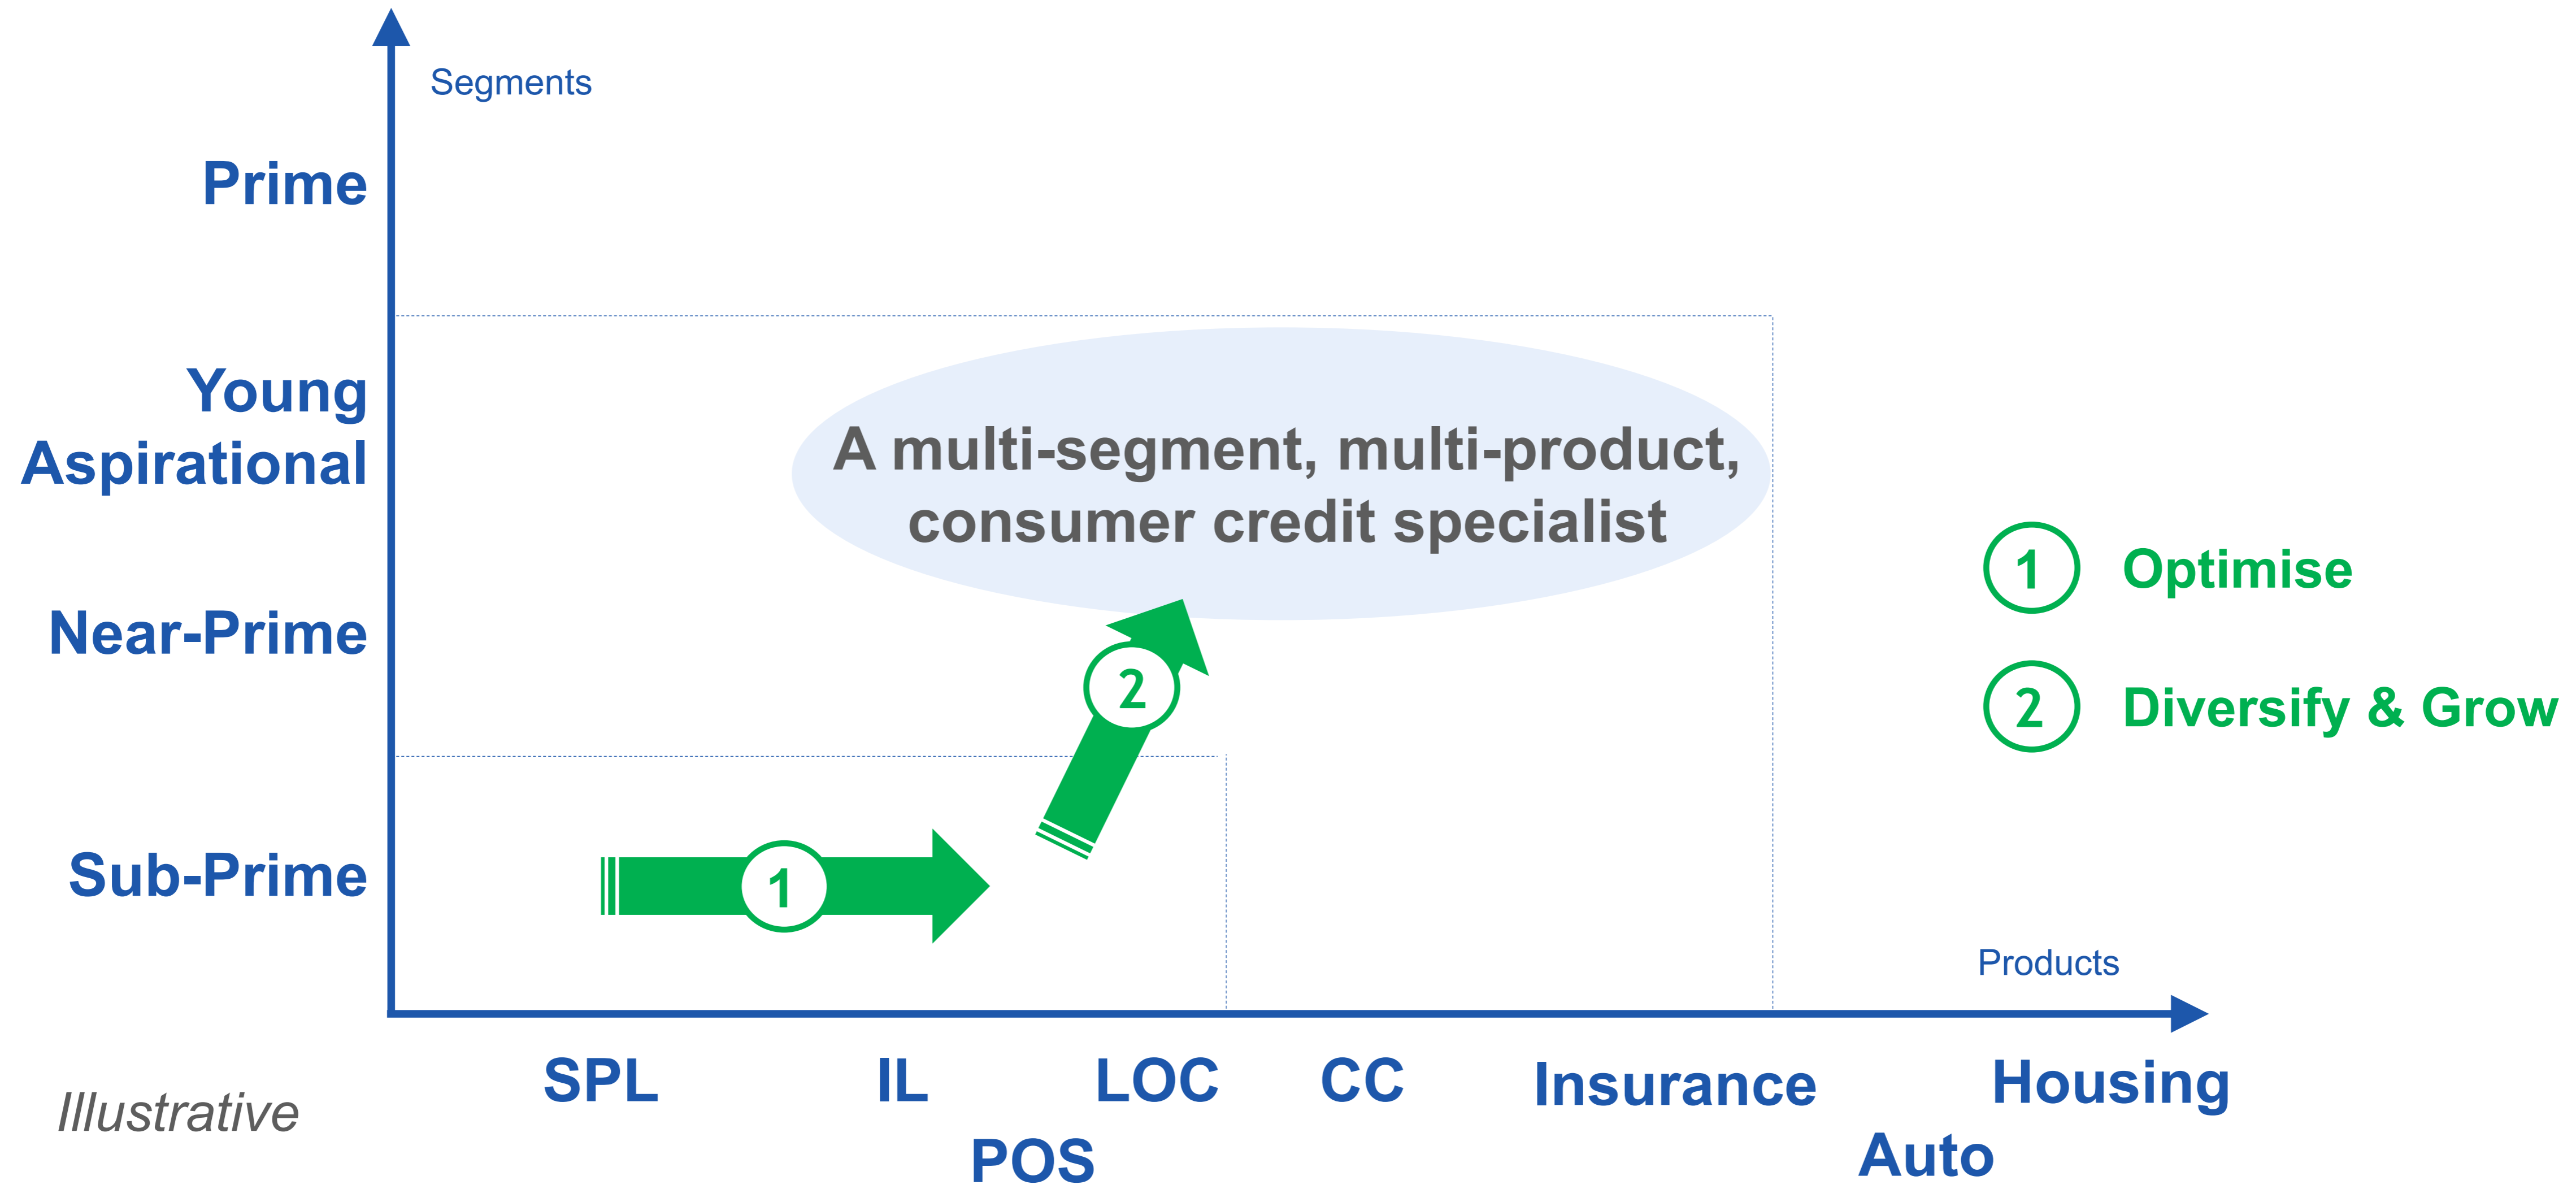 Segments
Prime
Young
Aspirational
A multi-segment, multi-product,
consumer credit specialist
1 Optimise
Near-Prime
2
2 Diversify & Grow
Sub-Prime
1
Products
SPL IL LOC CC Insurance Housing
Illustrative
POS Auto